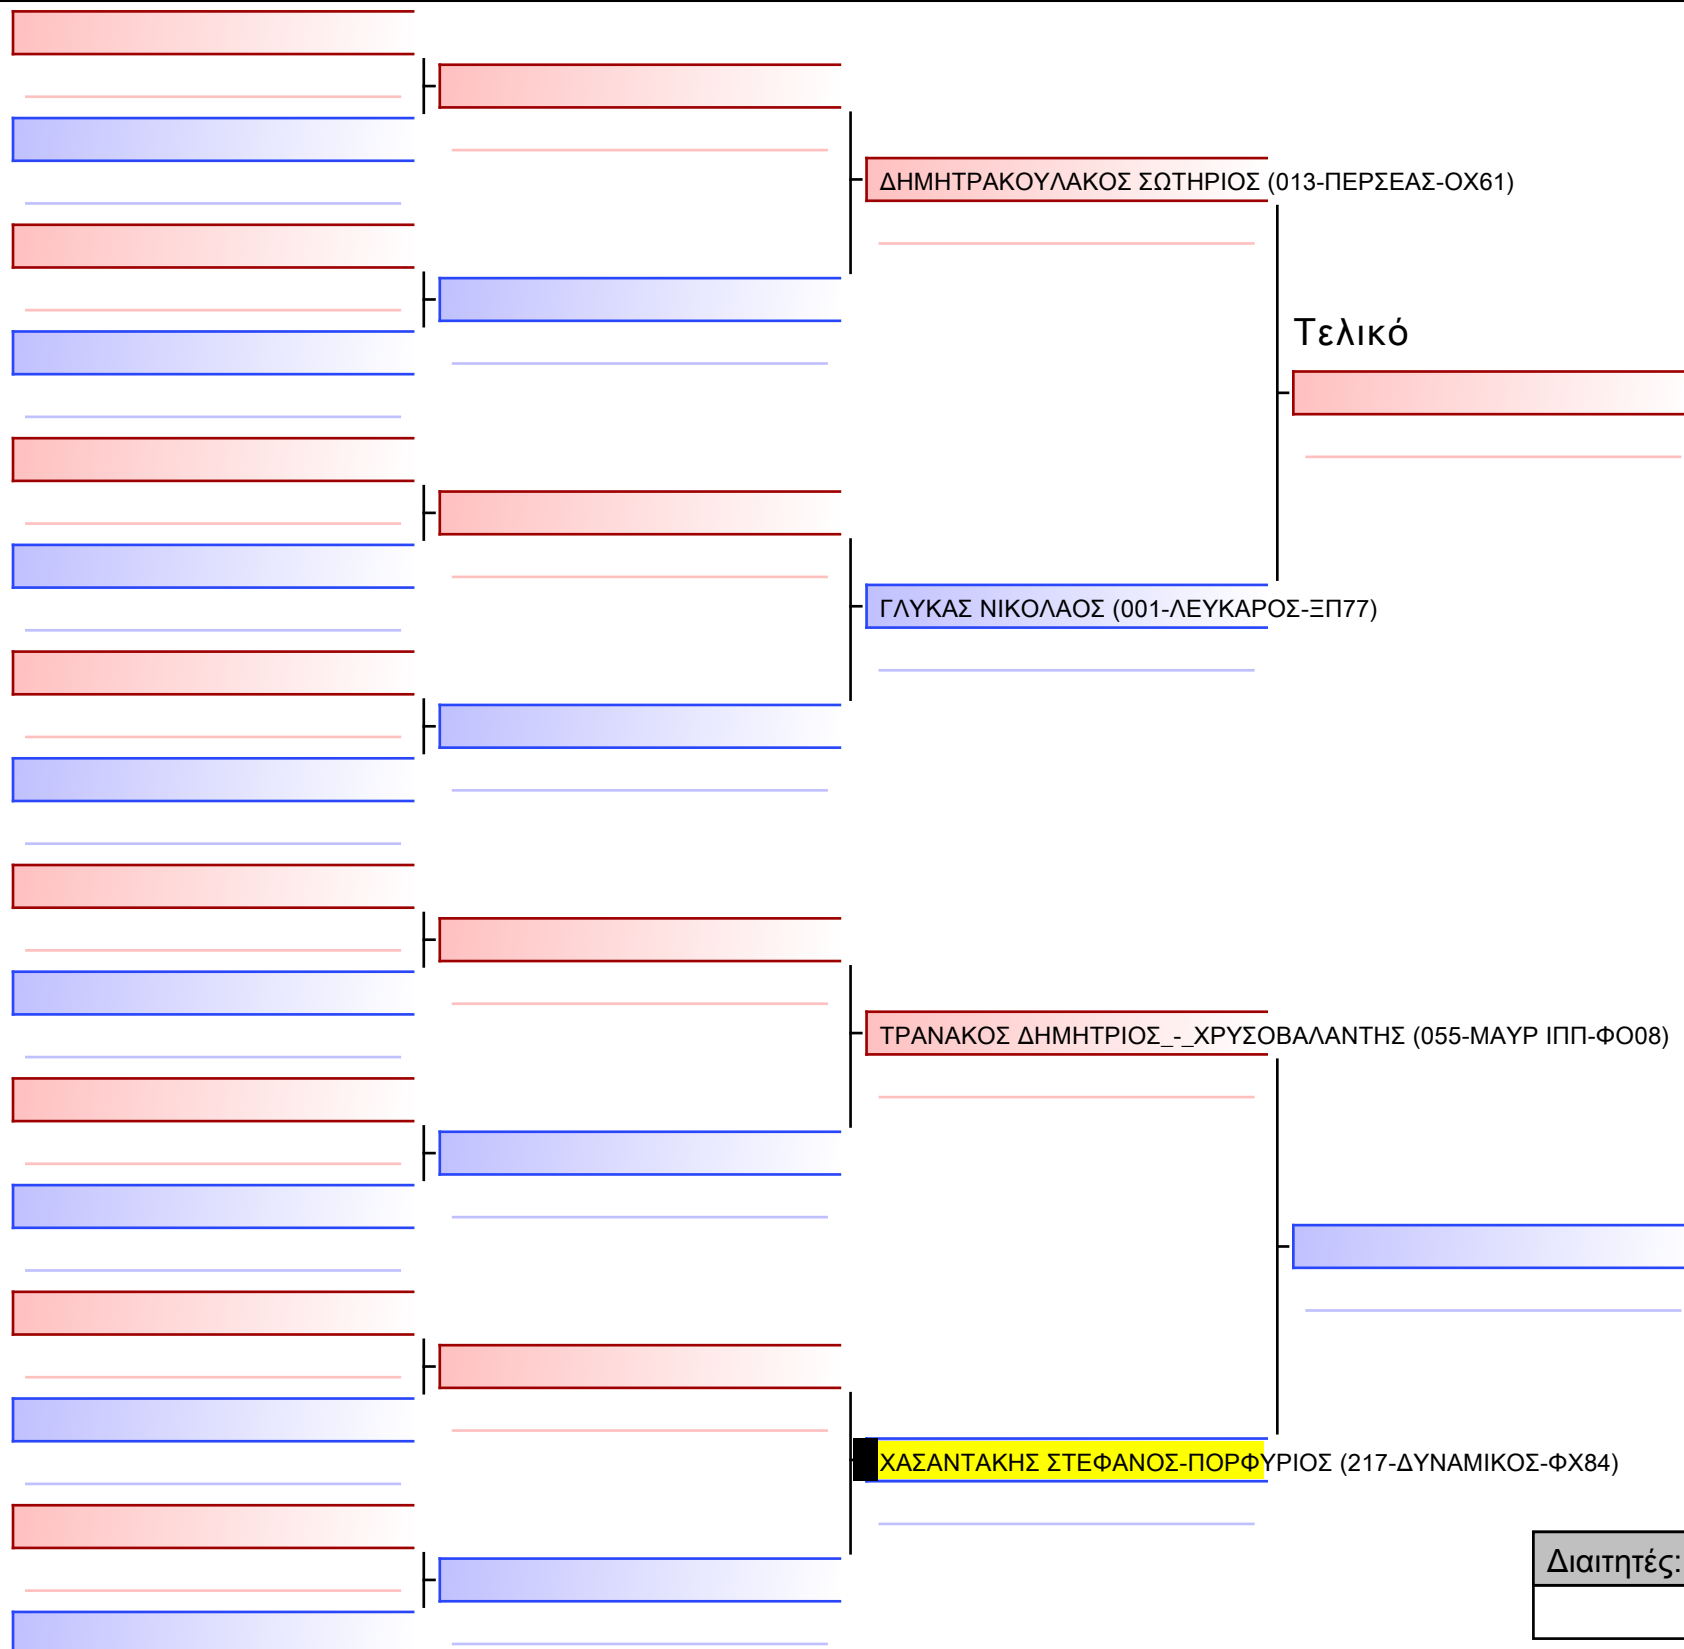 ΔΗΜΗΤΡΑΚΟΥΛΑΚΟΣ ΣΩΤΗΡΙΟΣ (013-ΠΕΡΣΕΑΣ-ΟΧ61)
Τελικό
ΓΛΥΚΑΣ ΝΙΚΟΛΑΟΣ (001-ΛΕΥΚΑΡΟΣ-ΞΠ77)
ΤΡΑΝΑΚΟΣ ΔΗΜΗΤΡΙΟΣ_-_ΧΡΥΣΟΒΑΛΑΝΤΗΣ (055-ΜΑΥΡ ΙΠΠ-ΦΟ08)
ΧΑΣΑΝΤΑΚΗΣ ΣΤΕΦΑΝΟΣ-ΠΟΡΦΥΡΙΟΣ (217-ΔΥΝΑΜΙΚΟΣ-ΦΧ84)
Διαιτητές: